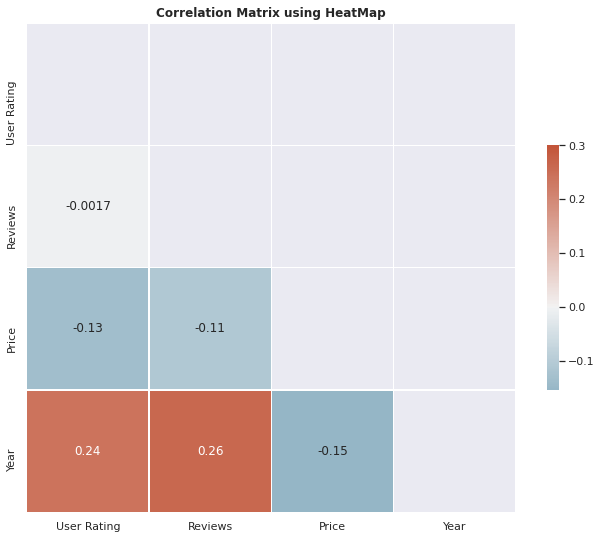 Correlation Matrix using HeatMap
User Rating
-0.0017
Reviews
-0.13
-0.11
Price
0.24
0.26
-0.15
Year
User Rating
Reviews
Price
Year
0.3
0.2
0.1
0.0
−0.1